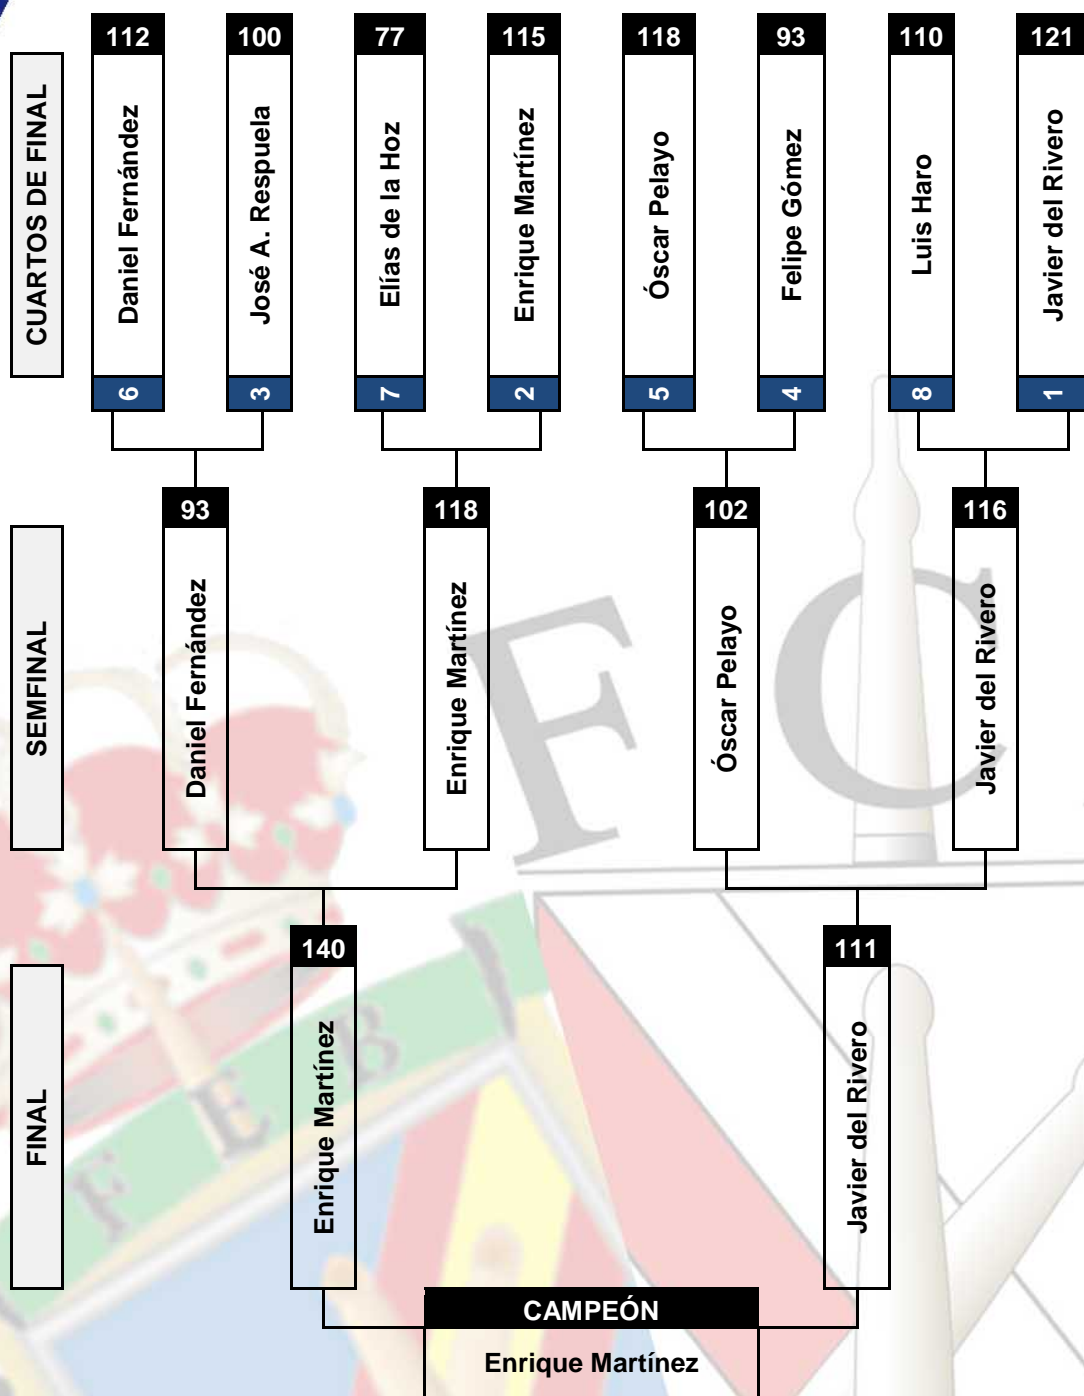 112 100 77 115 118 93 110 121
CUARTOS DE FINAL
Daniel Fernández
José A. Respuela
Elías de la Hoz
Enrique Martínez
Óscar Pelayo
Felipe Gómez
Luis Haro
Javier del Rivero
6 3 7 2 5 4 8 1
93 118 102 116
SEMFINAL
Daniel Fernández
Enrique Martínez
Óscar Pelayo
Javier del Rivero
F C
140 111
FINAL
Enrique Martínez
Javier del Rivero
F E B
CAMPEÓN
Enrique Martínez